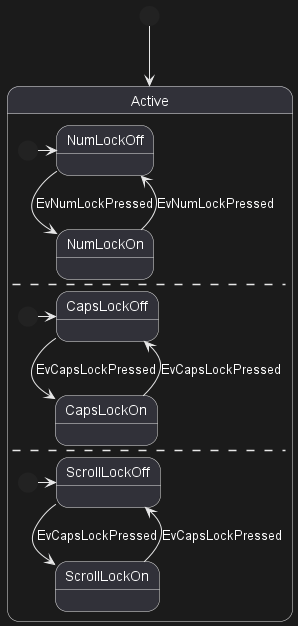 Active
NumLockOff
EvNumLockPressed EvNumLockPressed
NumLockOn
CapsLockOff
EvCapsLockPressed EvCapsLockPressed
CapsLockOn
ScrollLockOff
EvCapsLockPressed EvCapsLockPressed
ScrollLockOn